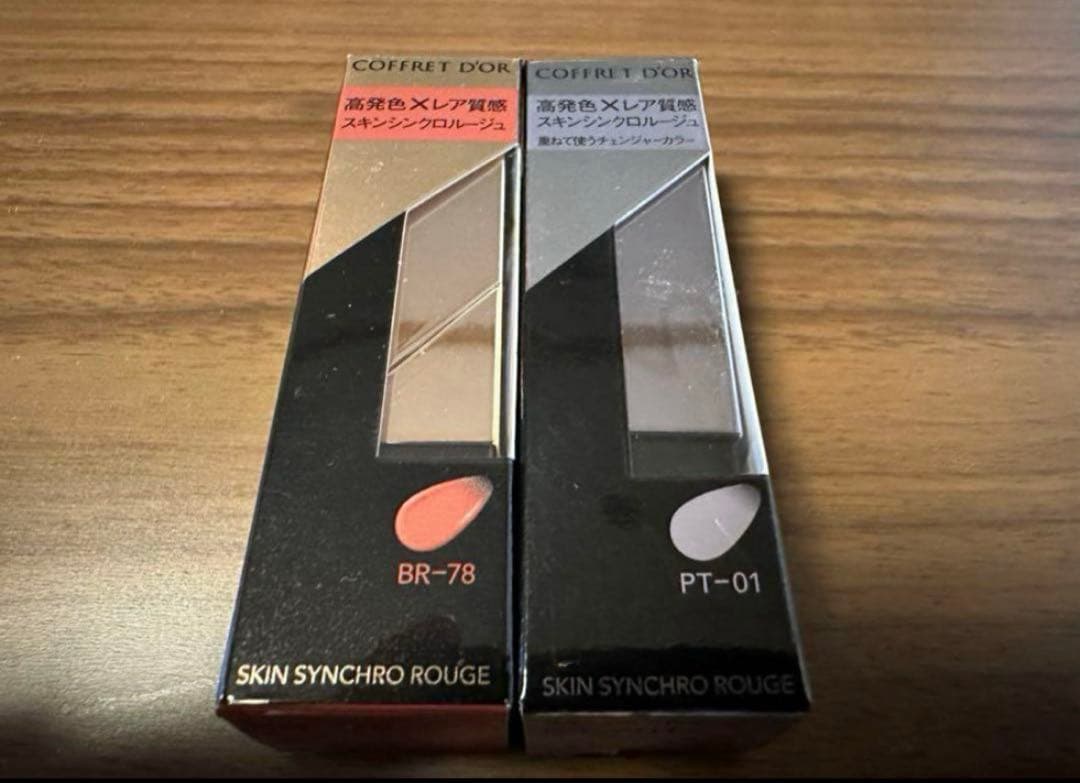 COFFRET D'OR
高発色×レア質感
スキンシンクロルージュ
BR-78
SKIN SYNCHRO ROUGE
COFFRET D'OR
高発色×レア質感
スキンシンクロルージュ
重ねて使うチェンジャーカラー
PT-01
SKIN SYNCHRO ROUGE